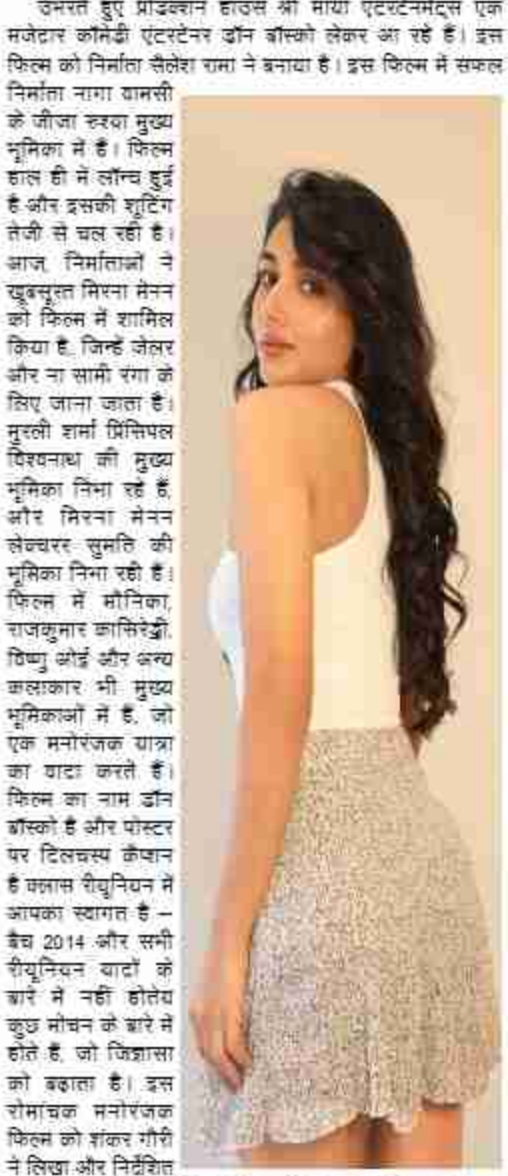 उभरते हुए प्रोडक्शन हाउस श्री माया एंटरटेनमेंट्स एक
मजेदार कॉमेडी एंटरटेनर डॉन बॉस्को लेकर आ रहे हैं। इस
फिल्म को निर्माता सैलेश रामा ने बनाया है। इस फिल्म में सफल
निर्माता नागा वामसी
के जीजा रुश्या मुख्य
भूमिका में हैं। फिल्म
हाल ही में लॉन्च हुई
है और इसकी शूटिंग
तेजी से चल रही है।
आज, निर्माताओं ने
खूबसूरत मिरना मेनन
को फिल्म में शामिल
किया है, जिन्हें जेलर
और ना सामी रंगा के
लिए जाना जाता है।
मुरली शर्मा प्रिंसिपल
विश्वनाथ की मुख्य
भूमिका निभा रहे हैं,
और मिरना मेनन
लेक्चरर सुमति की
भूमिका निभा रही हैं।
फिल्म में मौनिका,
राजकुमार कासिरेड्डी,
विष्णु ओई और अन्य
कलाकार भी मुख्य
भूमिकाओं में हैं, जो
एक मनोरंजक यात्रा
का वादा करते हैं।
फिल्म का नाम डॉन
बॉस्को है और पोस्टर
पर दिलचस्प कैप्शन
है क्लास रीयूनियन में
आपका स्वागत है –
बैच 2014 और सभी
रीयूनियन यादों के
बारे में नहीं होतेय
कुछ मोचन के बारे में
होते हैं, जो जिज्ञासा
को बढ़ाता है। इस
रोमांचक मनोरंजक
फिल्म को शंकर गौरी
ने लिखा और निर्देशित